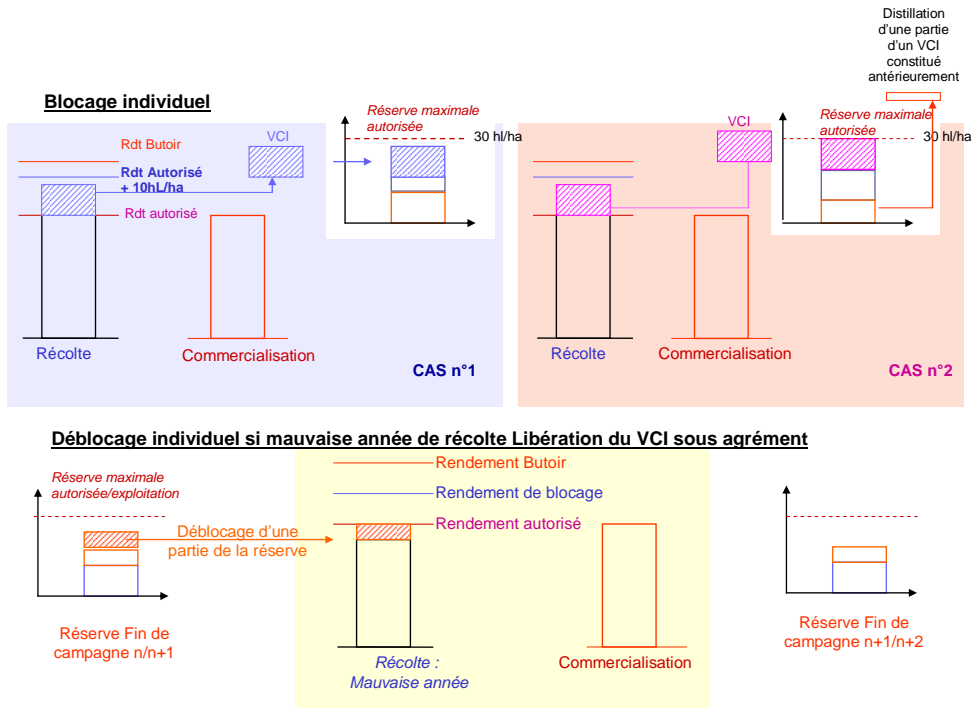 Distillation
d'une partie
d'un VCI
constitué
antérieurement
Blocage individuel
Rdt Butoir
Rdt Autorisé
+ 10hL/ha
Rdt autorisé
VCI
Réserve maximale
autorisée
30 hl/ha
Récolte
Commercialisation
CAS n°1
VCI
Réserve maximale
autorisée
30 hl/ha
Récolte
Commercialisation
CAS n°2
Déblocage individuel si mauvaise année de récolte Libération du VCI sous agrément
Réserve maximale
autorisée/exploitation
Déblocage d'une
partie de la réserve
Réserve Fin de
campagne n/n+1
Rendement Butoir
Rendement de blocage
Rendement autorisé
Récolte :
Mauvaise année
Commercialisation
Réserve Fin de
campagne n+1/n+2